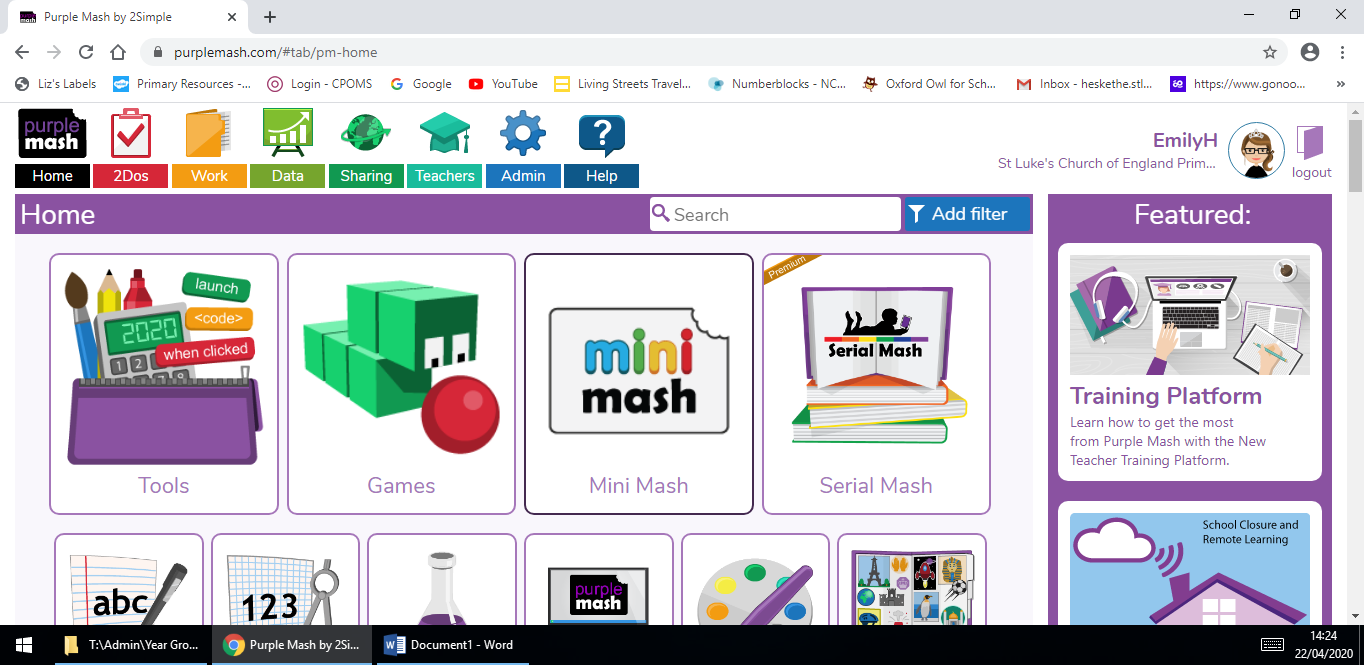 Purple Mash by 2Simple
purplemash.com/#tab/pm-home
Liz's Labels
Primary Resources -...
Login - CPOMS
Google
YouTube
Living Streets Travel...
Numberblocks - NC...
Oxford Owl for Sch...
Inbox - heskethe.stl...
https://www.gonoo...
»
purple
mash
Home
2Dos
Work
Data
Sharing
Teachers
?
Admin
Help
EmilyH
St Luke's Church of England Prim...
logout
Home
Search
Add filter
Featured:
launch
<code>
2020
when clicked
1 2
Tools
Games
mini
mash
Mini Mash
Premium
Serial Mash
Serial Mash
Training Platform
Learn how to get the most
from Purple Mash with the New
Teacher Training Platform.
School Closure and
Remote Learning
abc
123
purple
mash
T:\Admin\Year Gro...
Purple Mash by 2Si...
Document1 - Word
14:24
22/04/2020